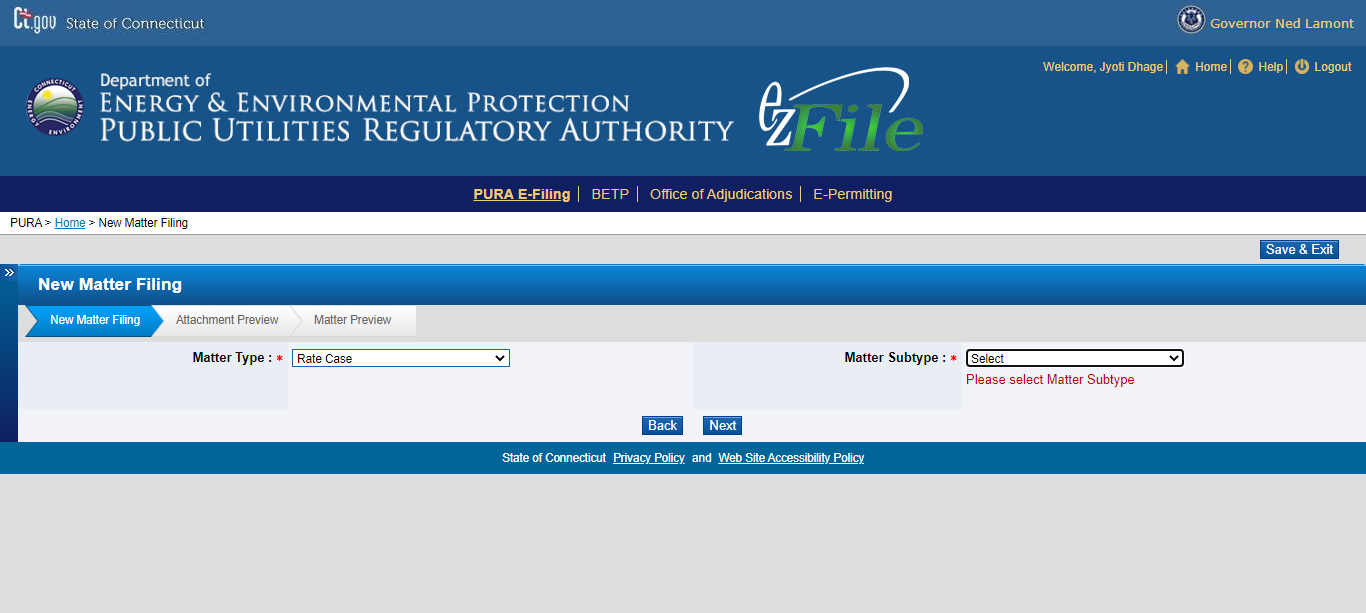 Ct.gov State of Connecticut
Governor Ned Lamont
Welcome, Jyoti Dhage | Home | Help | Logout
Department of
ENERGY & ENVIRONMENTAL PROTECTION
PUBLIC UTILITIES REGULATORY AUTHORITY
ezFile
PURA E-Filing | BETP | Office of Adjudications | E-Permitting
PURA > Home > New Matter Filing
Save & Exit
»
New Matter Filing
New Matter Filing Attachment Preview Matter Preview
Matter Type : * Rate Case Matter Subtype : * Select
Please select Matter Subtype
Back Next
State of Connecticut Privacy Policy and Web Site Accessibility Policy